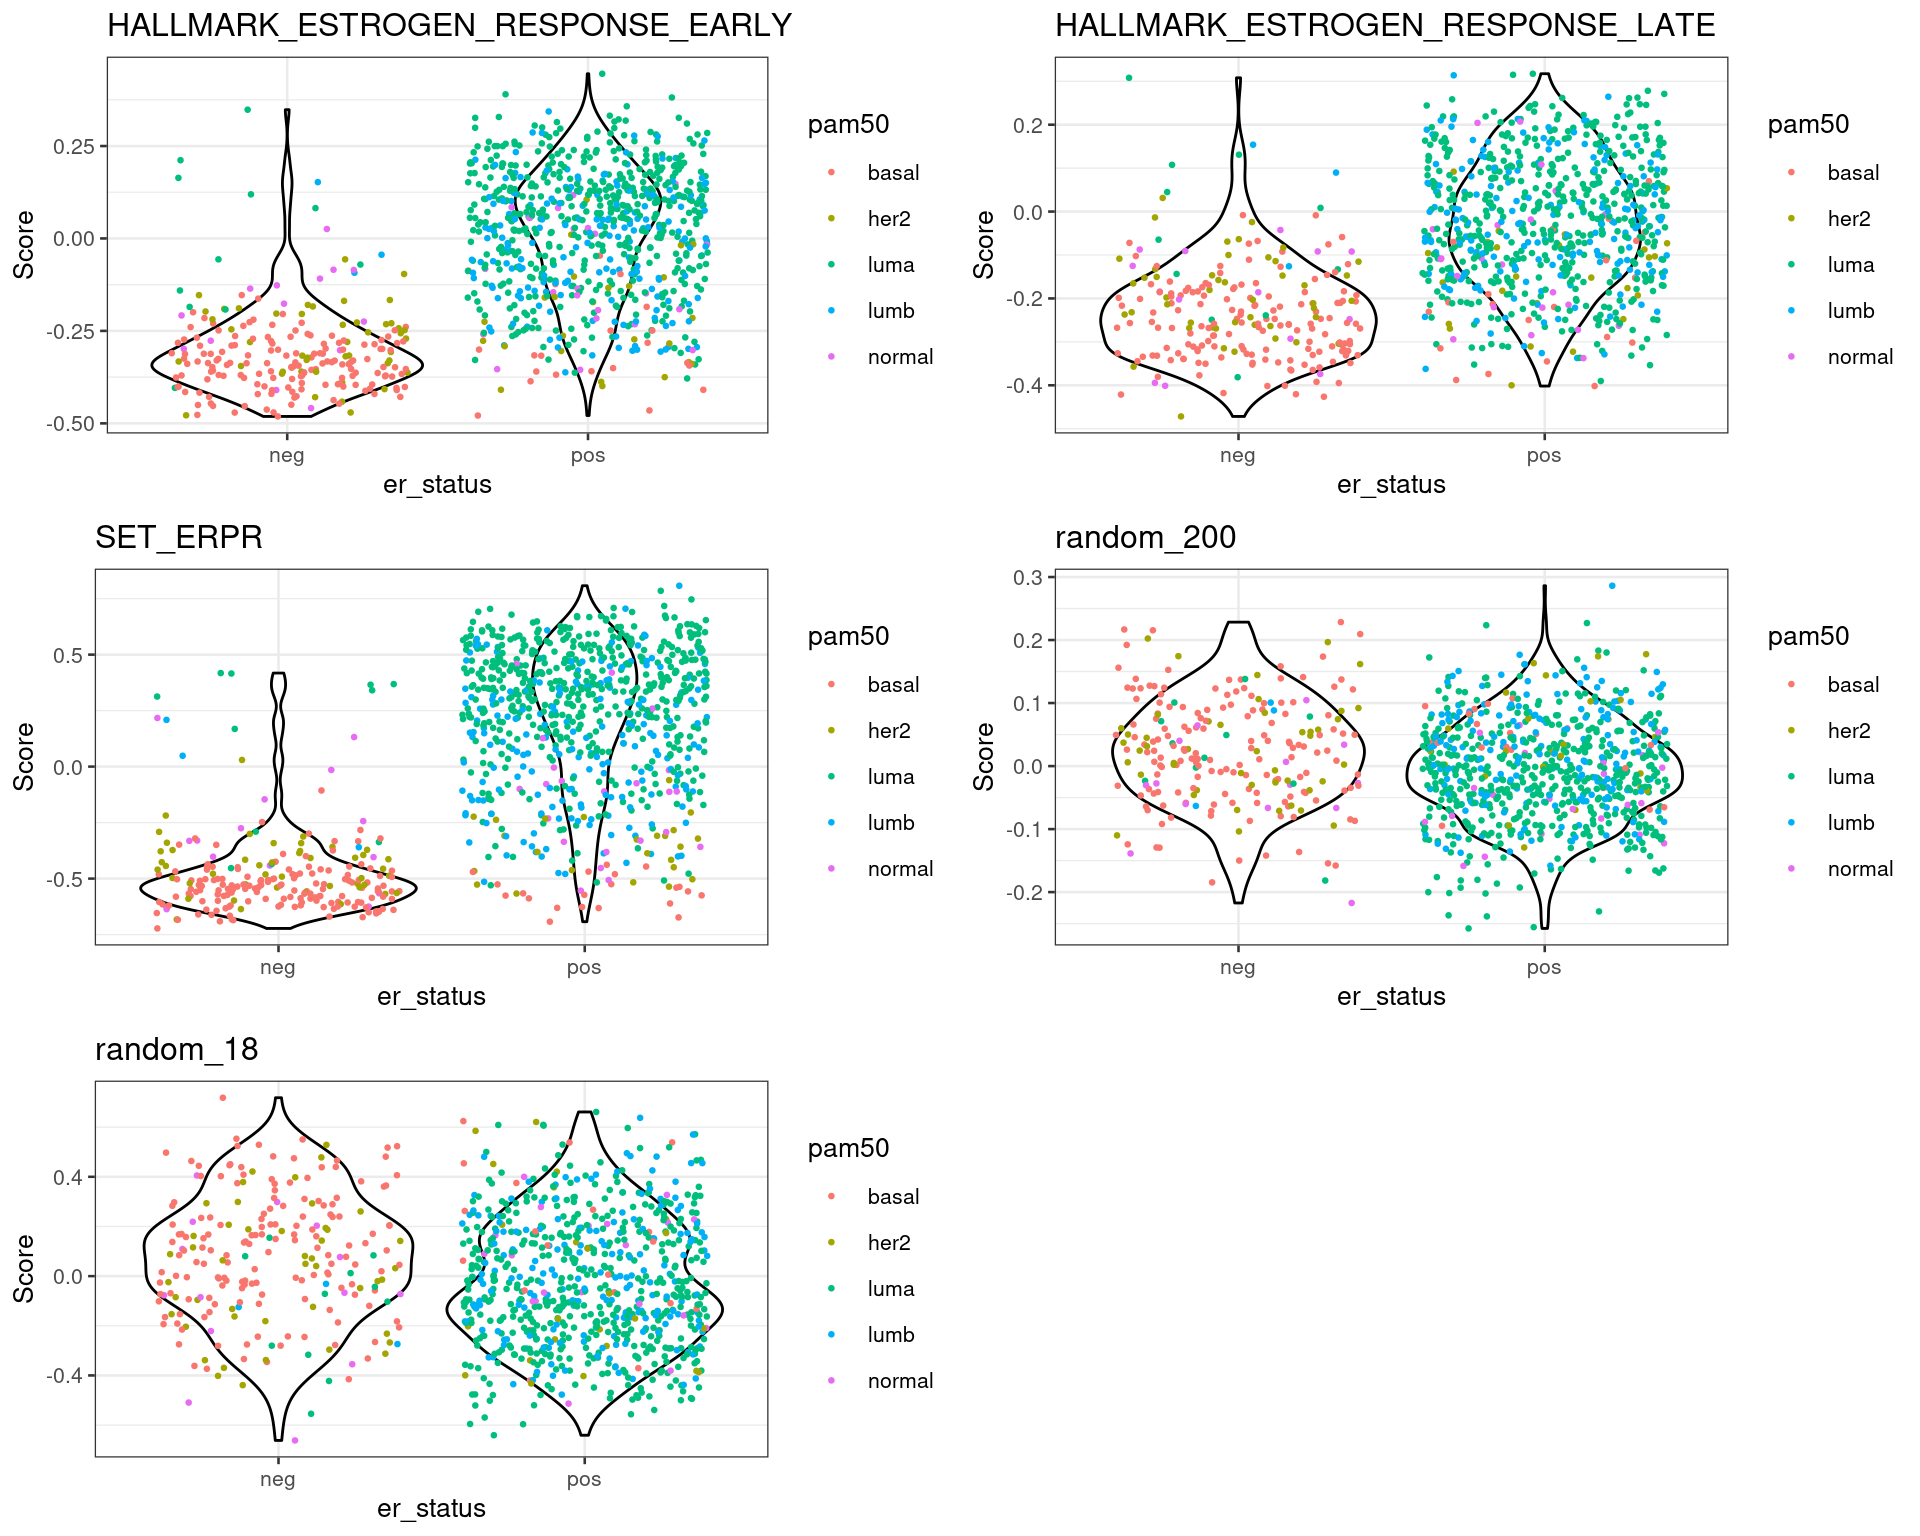 HALLMARK_ESTROGEN_RESPONSE_EARLY
Score
0.25
0.00
-0.25
-0.50
neg
pos
er_status
pam50
basal
her2
luma
lumb
normal
HALLMARK_ESTROGEN_RESPONSE_LATE
Score
0.2
0.0
-0.2
-0.4
neg
pos
er_status
pam50
basal
her2
luma
lumb
normal
SET_ERPR
Score
0.5
0.0
-0.5
neg
pos
er_status
pam50
basal
her2
luma
lumb
normal
random_200
Score
0.3
0.2
0.1
0.0
-0.1
-0.2
neg
pos
er_status
pam50
basal
her2
luma
lumb
normal
random_18
Score
0.4
0.0
-0.4
neg
pos
er_status
pam50
basal
her2
luma
lumb
normal